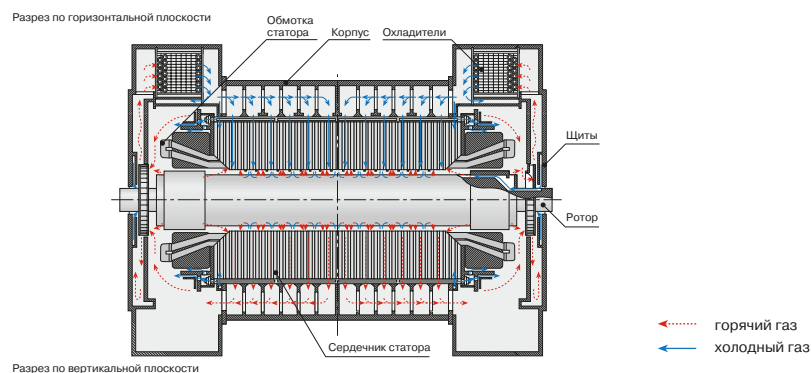 Разрез по горизонтальной плоскости
Обмотка
статора
Корпус
Охладители
Щиты
Ротор
горячий газ
Сердечник статора
холодный газ
Разрез по вертикальной плоскости